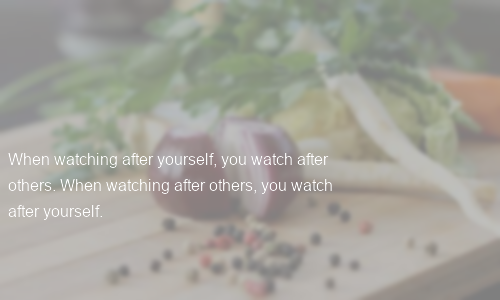 When watching after yourself, you watch after
others. When watching after others, you watch
after yourself.